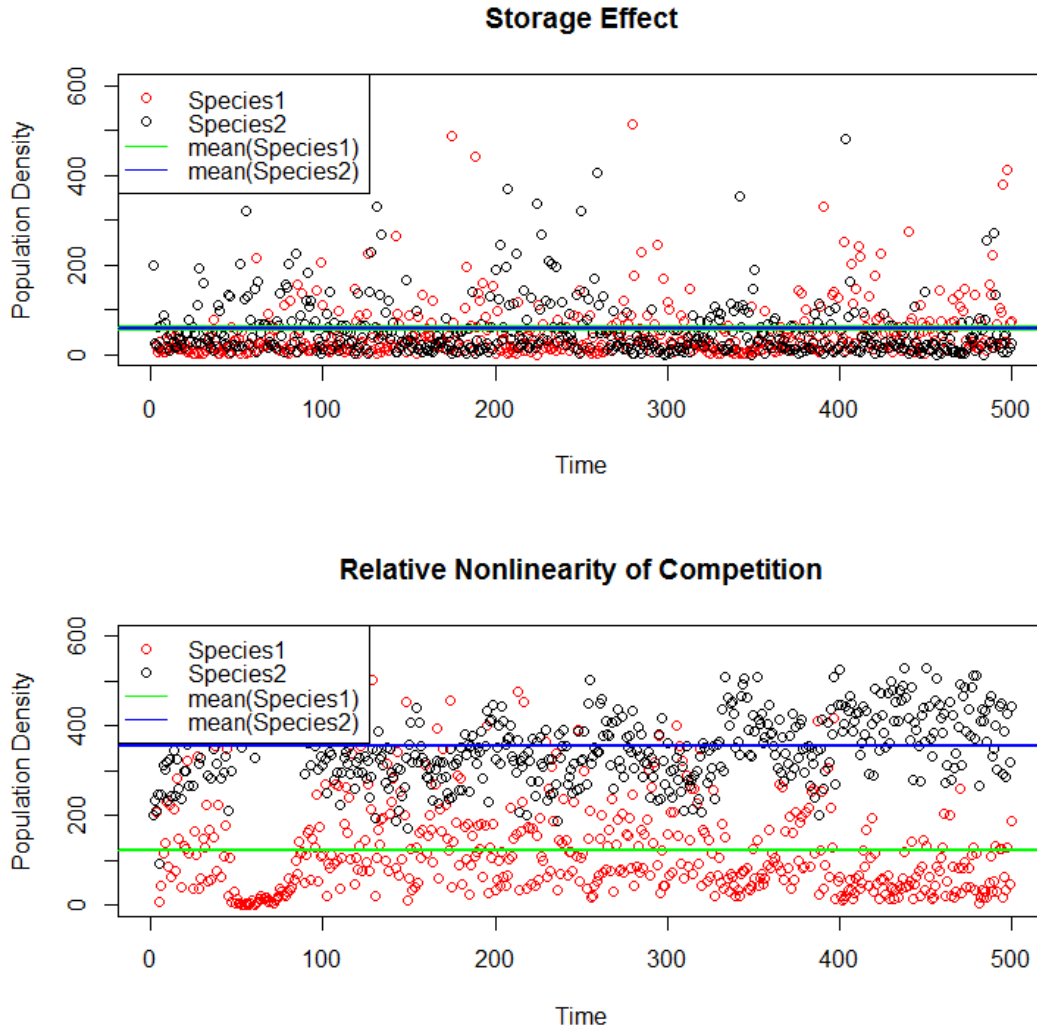 Storage Effect
Population Density
600
400
200
0
Species1
Species2
mean(Species1)
mean(Species2)
0 100 200 300 400 500
Time
Relative Nonlinearity of Competition
Population Density
600
400
200
0
Species1
Species2
mean(Species1)
mean(Species2)
0 100 200 300 400 500
Time